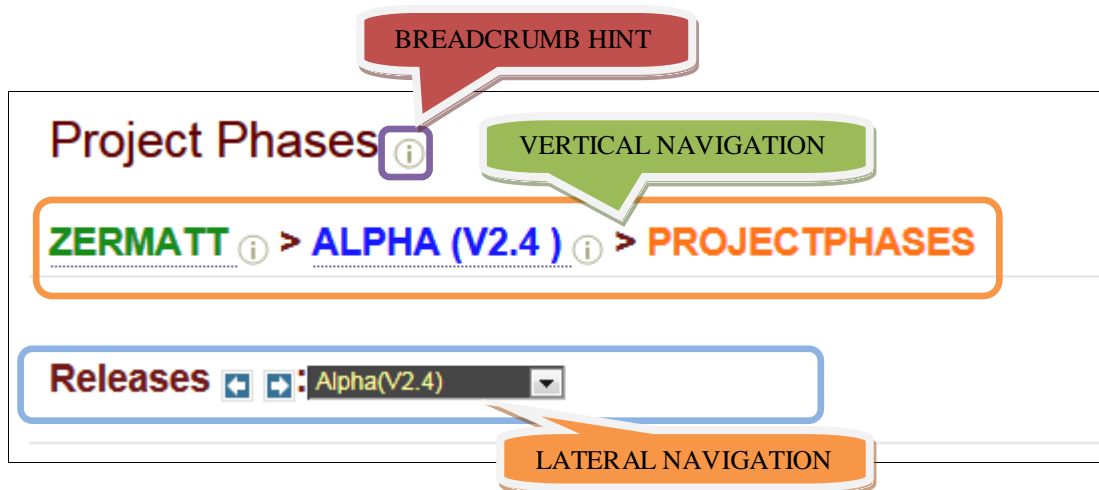 BREADCRUMB HINT
Project Phases
VERTICAL NAVIGATION
ZERMATT > ALPHA (V2.4 ) > PROJECTPHASES
Releases : Alpha(V2.4)
LATERAL NAVIGATION